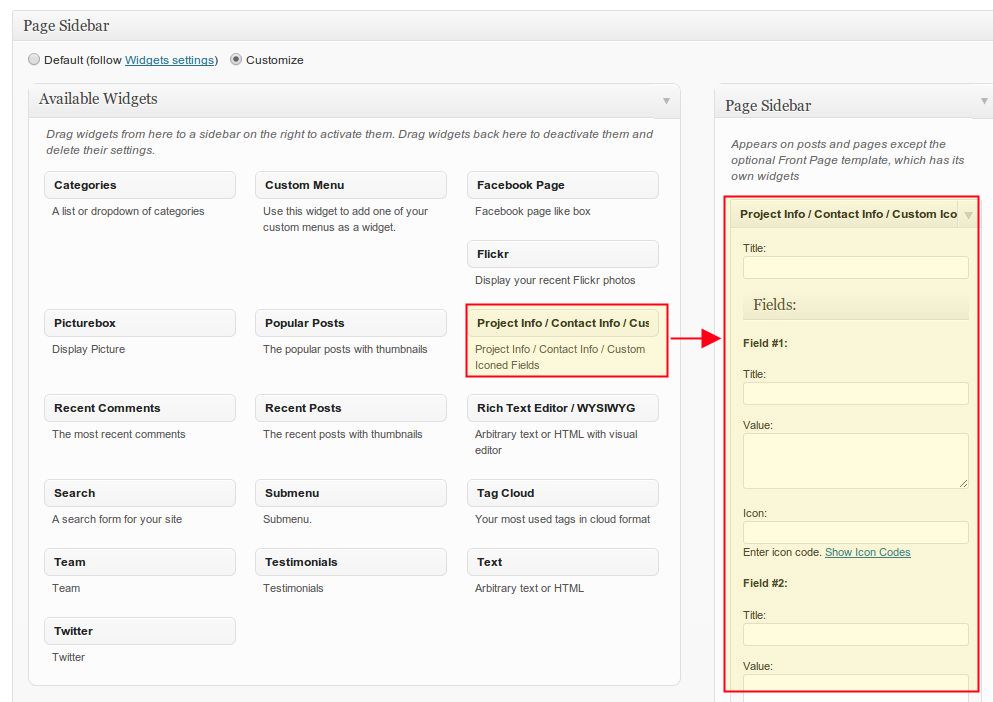 Page Sidebar
Default (follow Widgets settings) Customize
Available Widgets
Drag widgets from here to a sidebar on the right to activate them. Drag widgets back here to deactivate them and
delete their settings.
Categories
A list or dropdown of categories
Custom Menu
Use this widget to add one of your
custom menus as a widget.
Facebook Page
Facebook page like box
Flickr
Display your recent Flickr photos
Picturebox
Display Picture
Popular Posts
The popular posts with thumbnails
Project Info / Contact Info / Cus
Project Info / Contact Info / Custom
Iconed Fields
Recent Comments
The most recent comments
Recent Posts
The recent posts with thumbnails
Rich Text Editor / WYSIWYG
Arbitrary text or HTML with visual
editor
Search
A search form for your site
Submenu
Submenu.
Tag Cloud
Your most used tags in cloud format
Team
Team
Testimonials
Testimonials
Text
Arbitrary text or HTML
Twitter
Twitter
Page Sidebar
Appears on posts and pages except the
optional Front Page template, which has its
own widgets
Project Info / Contact Info / Custom Ico
Title:
Fields:
Field #1:
Title:
Value:
Icon:
Enter icon code. Show Icon Codes
Field #2:
Title:
Value: